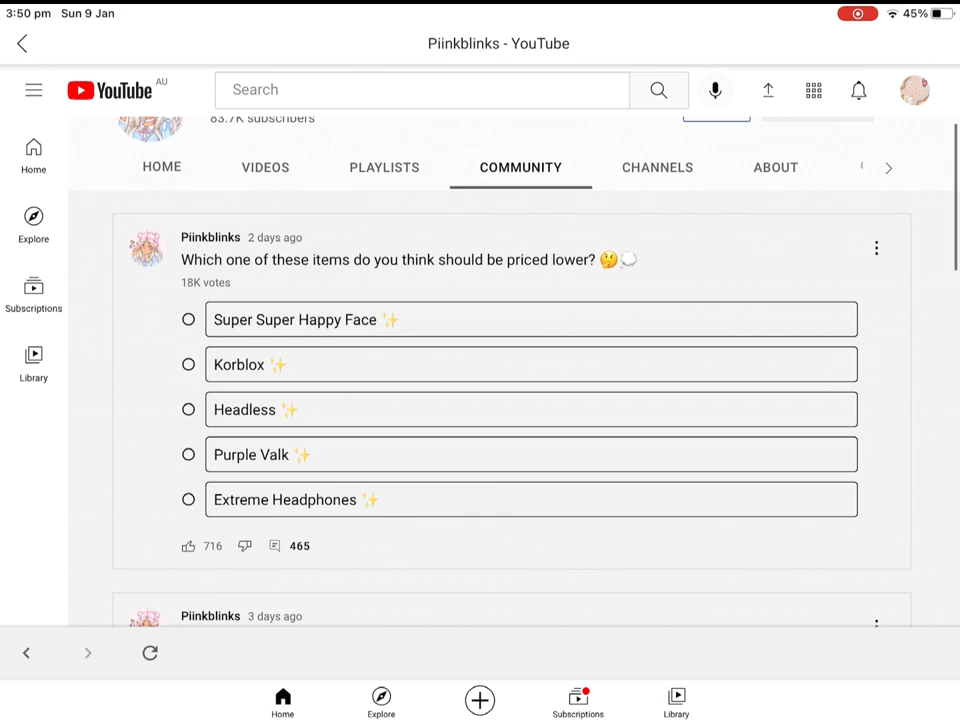 3:50 pm Sun 9 Jan 45%
Piinkblinks - YouTube
YouTube AU
Search
Home
Explore
Subscriptions
Library
83.7K subscribers
HOME VIDEOS PLAYLISTS COMMUNITY CHANNELS ABOUT
Piinkblinks 2 days ago
Which one of these items do you think should be priced lower? 🤔💭
18K votes
Super Super Happy Face ✨
Korblox ✨
Headless ✨
Purple Valk ✨
Extreme Headphones ✨
716 465
Piinkblinks 3 days ago
Home Explore Subscriptions Library